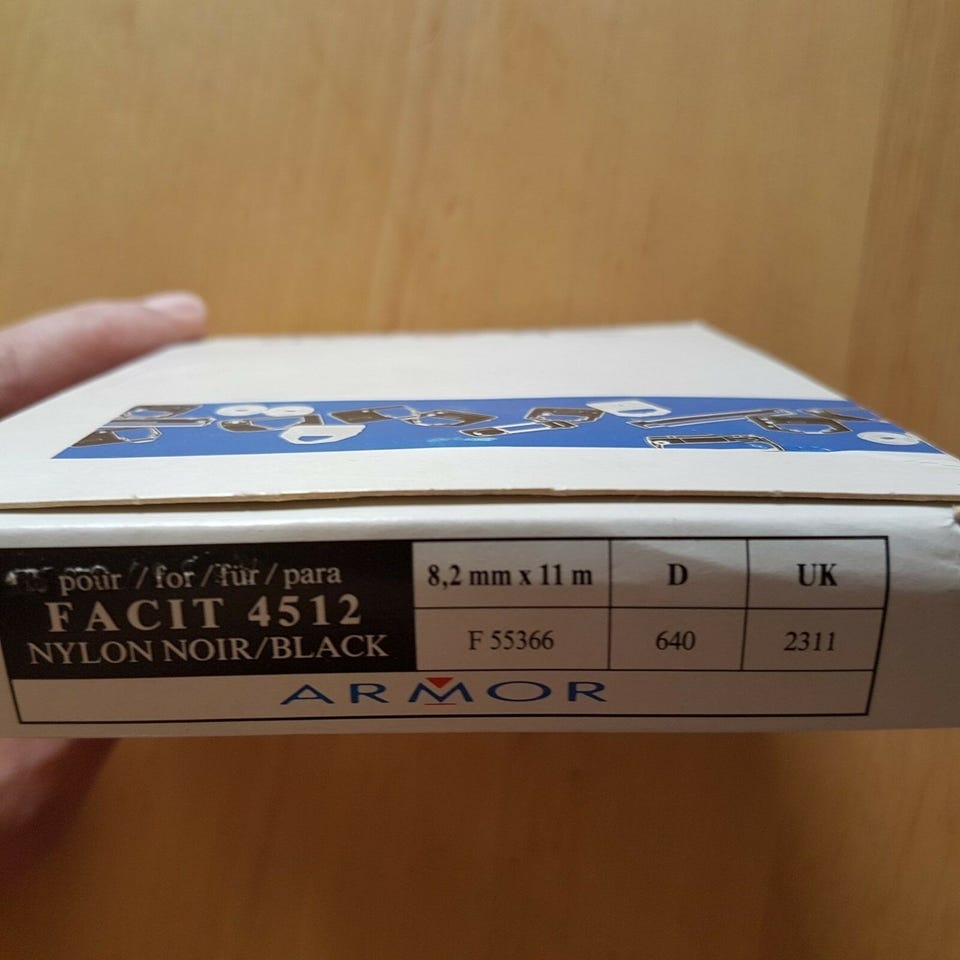 pour / for / für / para
FACIT 4512
NYLON NOIR/BLACK
8,2 mm x 11 m D UK
F 55366 640 2311
ARMOR